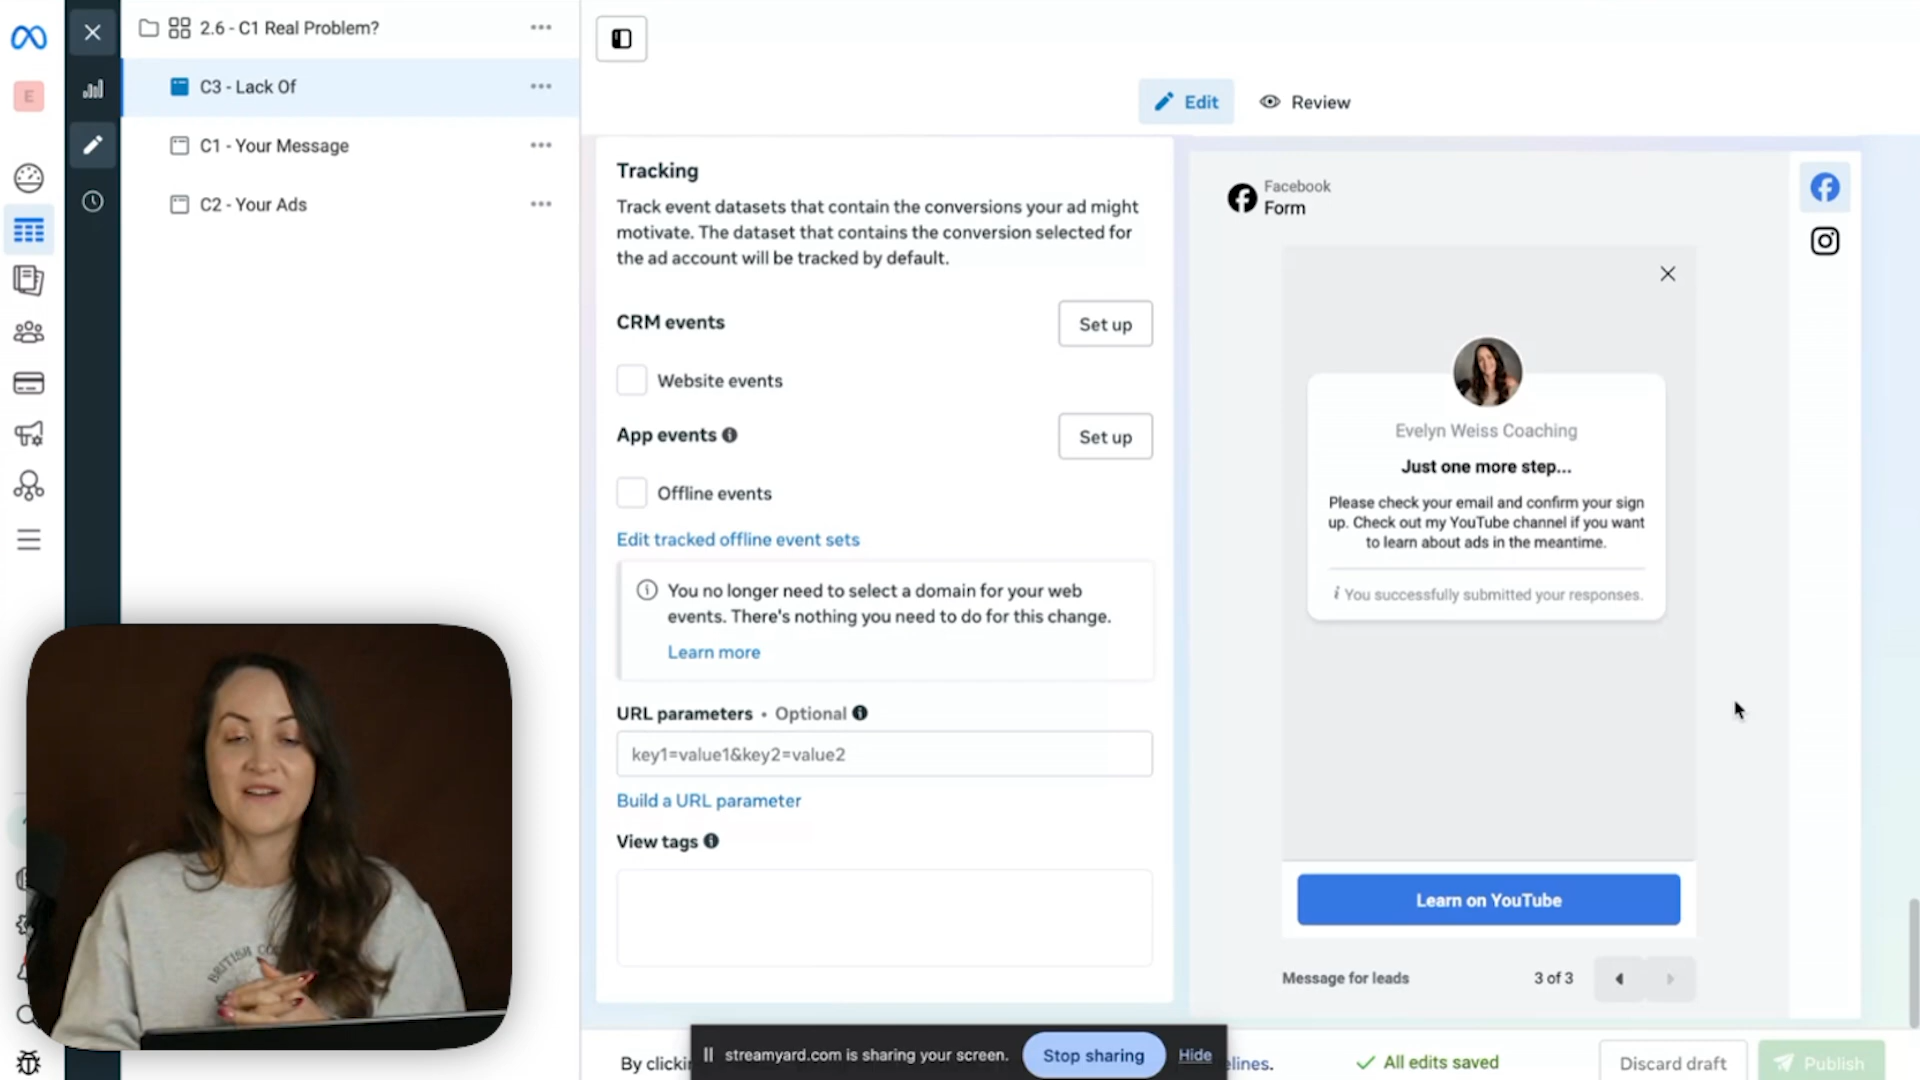 2.6 - C1 Real Problem?
E
C3 - Lack Of
C1 - Your Message
C2 - Your Ads
Edit
Review
Tracking
Track event datasets that contain the conversions your ad might
motivate. The dataset that contains the conversion selected for
the ad account will be tracked by default.
CRM events
Set up
Website events
App events
Set up
Offline events
Edit tracked offline event sets
You no longer need to select a domain for your web
events. There's nothing you need to do for this change.
Learn more
URL parameters • Optional
key1=value1&key2=value2
Build a URL parameter
View tags
Facebook
Form
Evelyn Weiss Coaching
Just one more step...
Please check your email and confirm your sign
up. Check out my YouTube channel if you want
to learn about ads in the meantime.
You successfully submitted your responses.
Learn on YouTube
Message for leads
3 of 3
BRITISH
streamyard.com is sharing your screen.
Stop sharing
Hide
By clicki
elines.
All edits saved
Discard draft
Publish